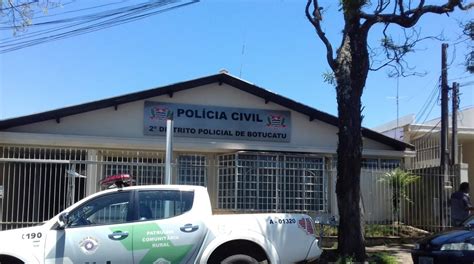 POLÍCIA CIVIL
2º DISTRITO POLICIAL DE BOTUCATU
190
PATRULHA
COMUNITÁRIA
RURAL
A-01320